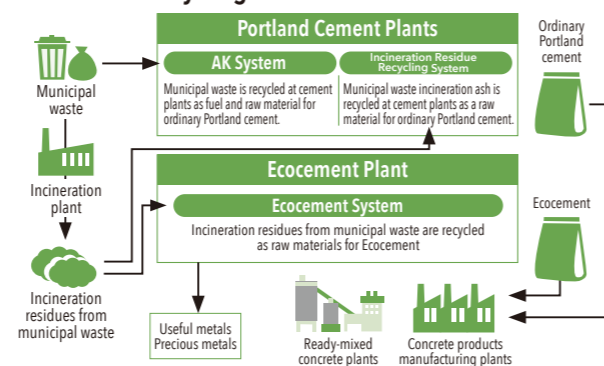 Portland Cement Plants
AK System
Municipal waste is recycled at cement
plants as fuel and raw material for
ordinary Portland cement.
Incineration Residue
Recycling System
Municipal waste incineration ash is
recycled at cement plants as a raw
material for ordinary Portland cement.
Ordinary
Portland
cement
Municipal
waste
Incineration
plant
Incineration
residues from
municipal waste
Ecocement Plant
Ecocement System
Incineration residues from municipal waste are recycled
as raw materials for Ecocement
Ecocement
Useful metals
Precious metals
Ready-mixed
concrete plants
Concrete products
manufacturing plants